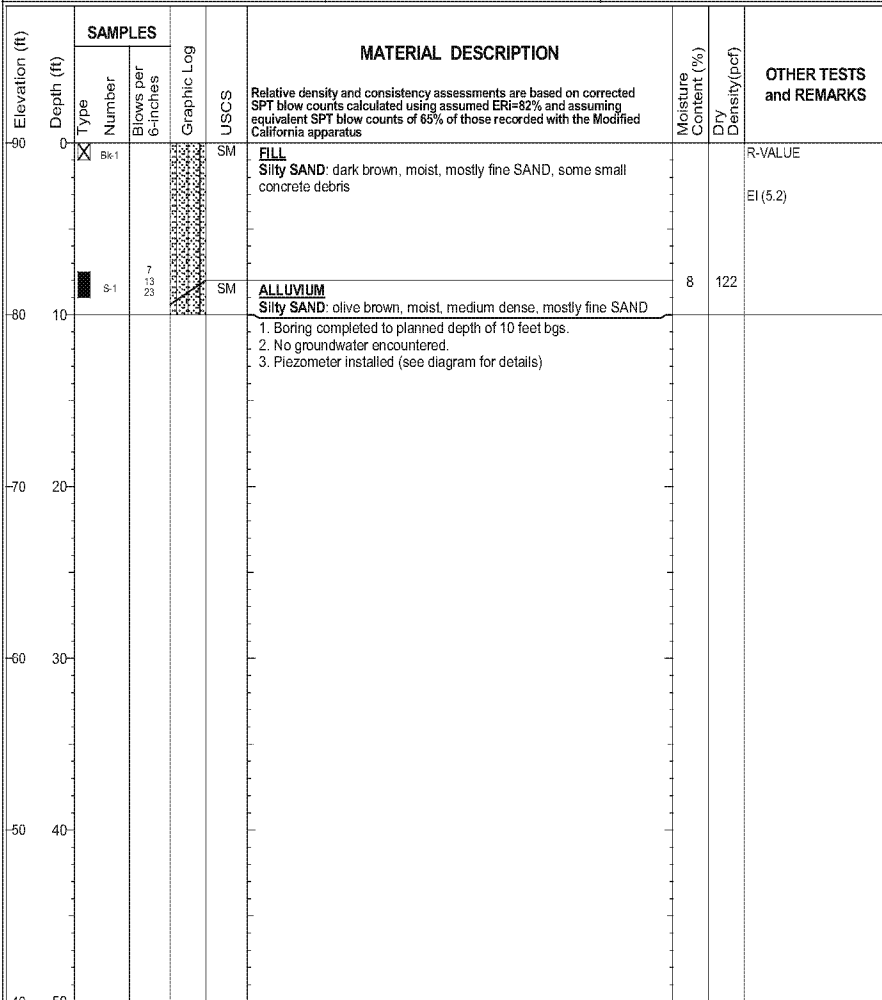 SAMPLES
Elevation (ft)
Depth (ft)
Type
Number
Blows per
6-inches
Graphic Log
USCS
MATERIAL DESCRIPTION
Relative density and consistency assessments are based on corrected
SPT blow counts calculated using assumed ERi=82% and assuming
equivalent SPT blow counts of 65% of those recorded with the Modified
California apparatus
Moisture
Content (%)
Dry
Density(pcf)
OTHER TESTS
and REMARKS
90
0
Bk-1
SM
FILL
Silty SAND: dark brown, moist, mostly fine SAND, some small
concrete debris
R-VALUE
EI (5.2)
S-1
7
13
23
SM
ALLUVIUM
Silty SAND: olive brown, moist, medium dense, mostly fine SAND
8
122
80
10
1. Boring completed to planned depth of 10 feet bgs.
2. No groundwater encountered.
3. Piezometer installed (see diagram for details)
70
20
60
30
50
40